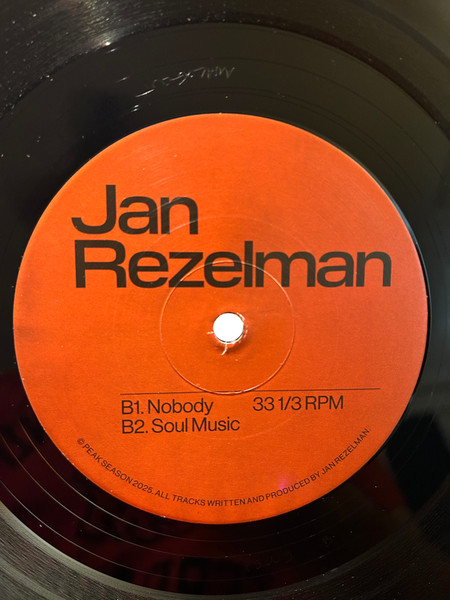 Jan
Rezelman
B1. Nobody 33 1/3 RPM
B2. Soul Music
© PEAK SEASON 2025. ALL TRACKS WRITTEN AND PRODUCED BY JAN REZELMAN.